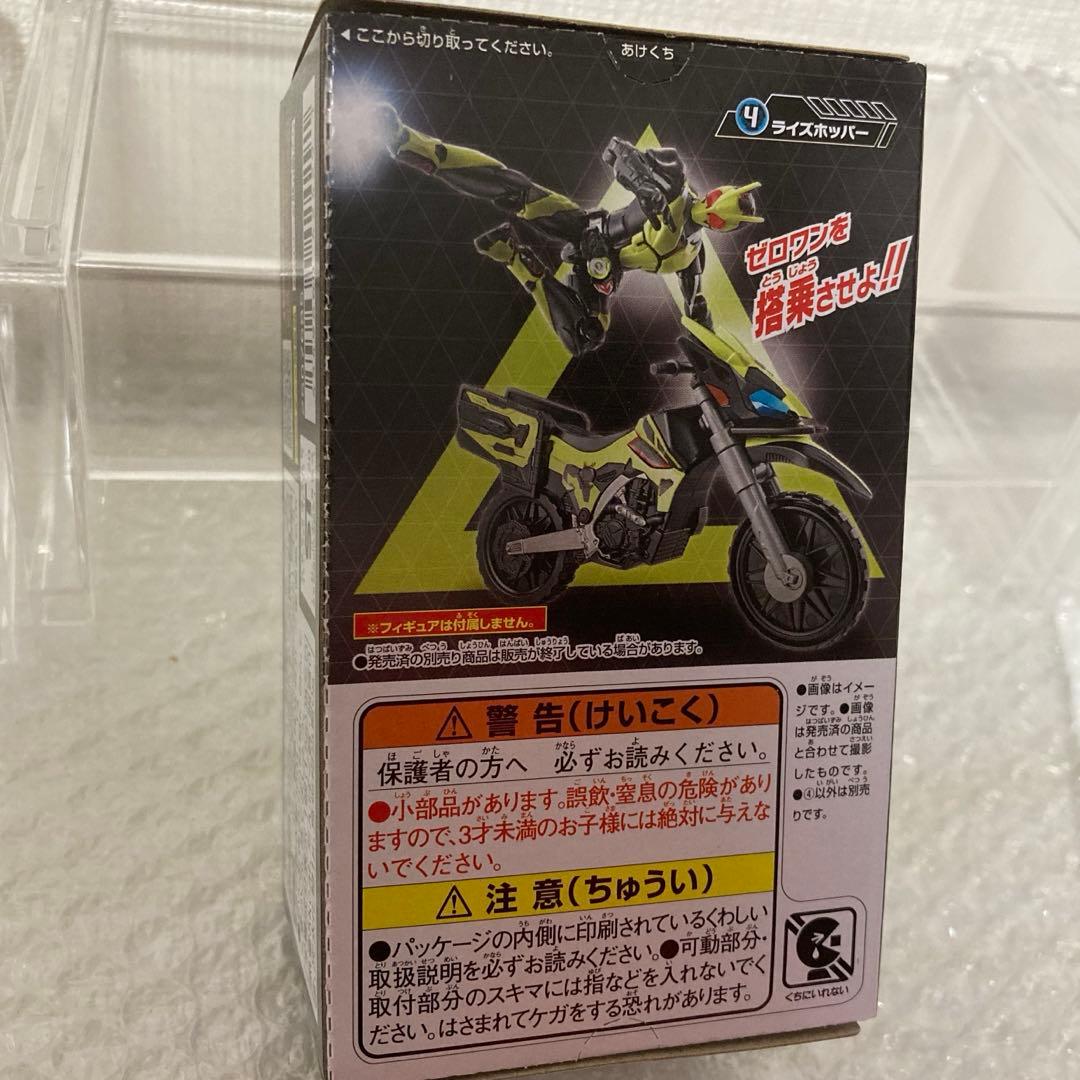 ◀ここから切り取ってください。
あけくち
4 ライズホッパー
ゼロワンを
搭乗させよ!!
※フィギュアは付属しません。
●発売済の別売り商品は販売が終了している場合があります。
⚠ 警告(けいこく)
保護者の方へ 必ずお読みください。
●小部品があります。誤飲・窒息の危険があり
ますので、3才未満のお子様には絶対に与えな
いでください。
⚠ 注意(ちゅうい)
●パッケージの内側に印刷されているくわしい
取扱説明を必ずお読みください。●可動部分・
取付部分のスキマには指などを入れないでく
ださい。はさまれてケガをする恐れがあります。
●画像はイメー
ジです。●画像
は発売済の商品
と合わせて撮影
したものです。
●④以外は別売
りです。
くちにいれない